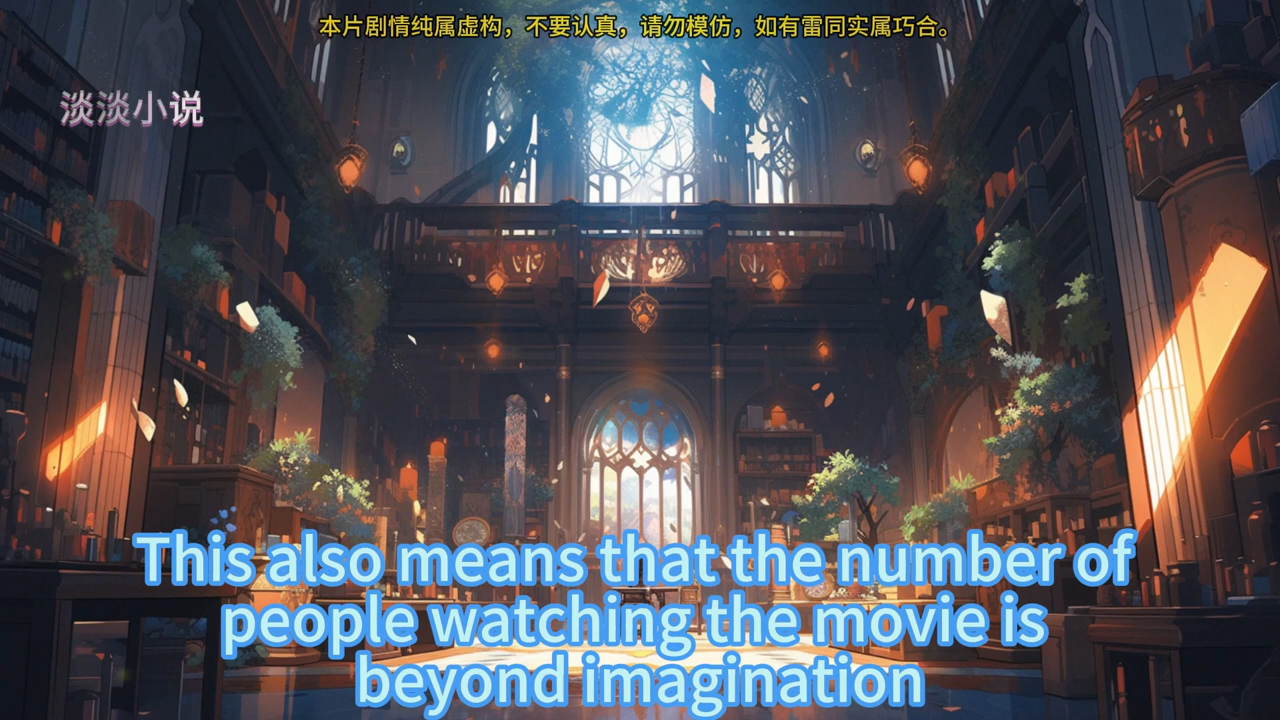 本片剧情纯属虚构，不要认真，请勿模仿，如有雷同实属巧合。
淡淡小说
This also means that the number of
people watching the movie is
beyond imagination